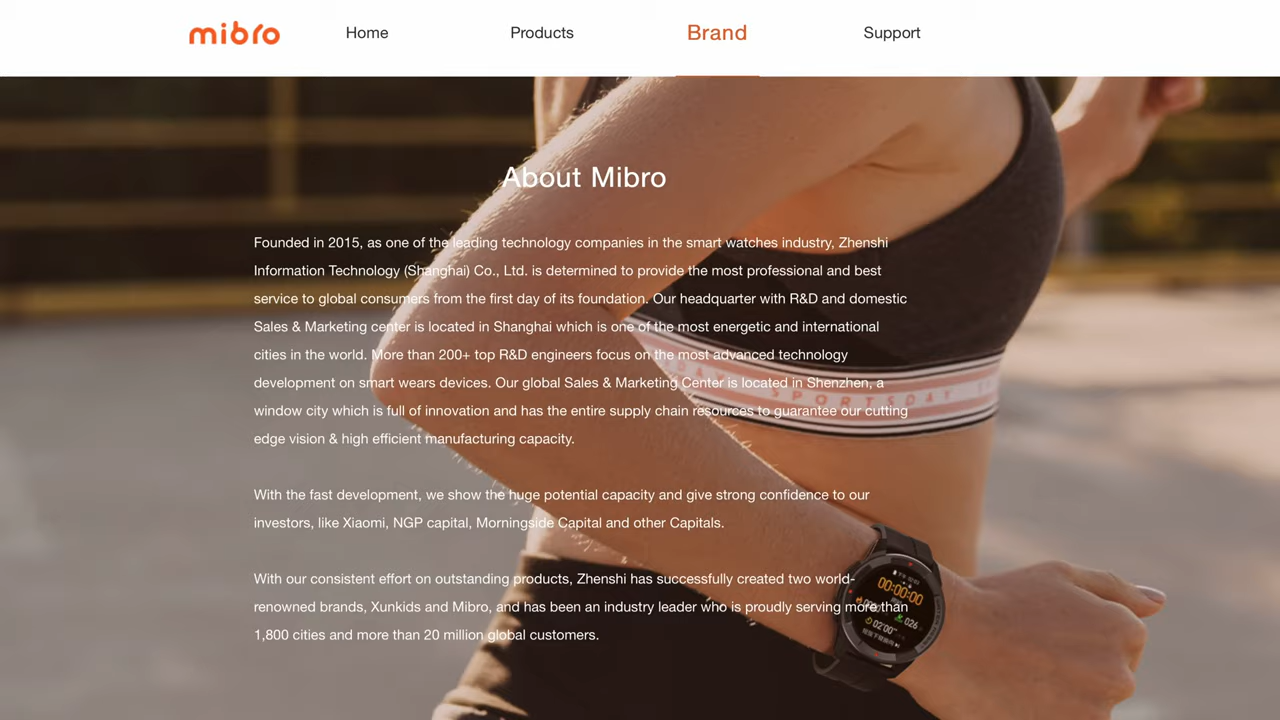 mibro
Home
Products
Brand
Support
About Mibro
Founded in 2015, as one of the leading technology companies in the smart watches industry, Zhenshi
Information Technology (Shanghai) Co., Ltd. is determined to provide the most professional and best
service to global consumers from the first day of its foundation. Our headquarter with R&D and domestic
Sales & Marketing center is located in Shanghai which is one of the most energetic and international
cities in the world. More than 200+ top R&D engineers focus on the most advanced technology
development on smart wears devices. Our global Sales & Marketing Center is located in Shenzhen, a
window city which is full of innovation and has the entire supply chain resources to guarantee our cutting
edge vision & high efficient manufacturing capacity.
With the fast development, we show the huge potential capacity and give strong confidence to our
investors, like Xiaomi, NGP capital, Morningside Capital and other Capitals.
With our consistent effort on outstanding products, Zhenshi has successfully created two world-
renowned brands, Xunkids and Mibro, and has been an industry leader who is proudly serving more than
1,800 cities and more than 20 million global customers.
SPORTSDAY
00:00:00
026
02'00"